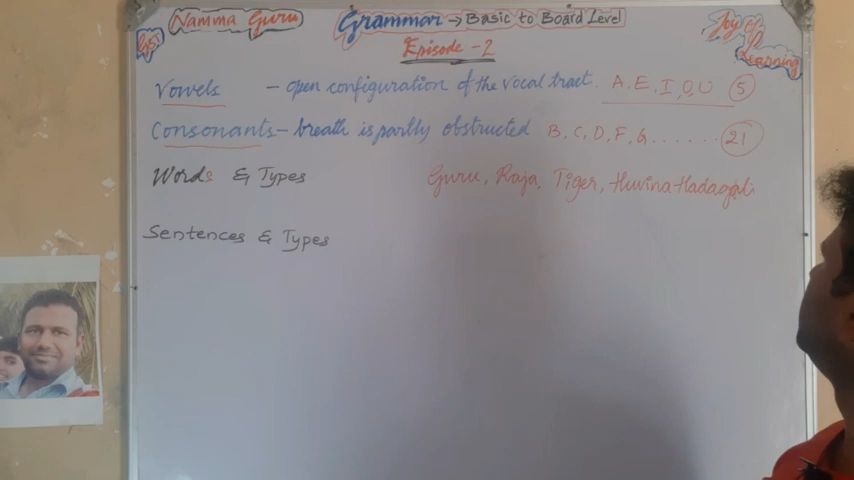 Namma Guru Grammar → Basic to Board Level Joy of Learning
Episode - 2
Vowels - open configuration of the vocal tract. A, E, I, O, U 5
Consonants - breath is partly obstructed B, C, D, F, G....... 21
Words & Types Guru, Raja, Tiger, Huvina-Hadagali
Sentences & Types